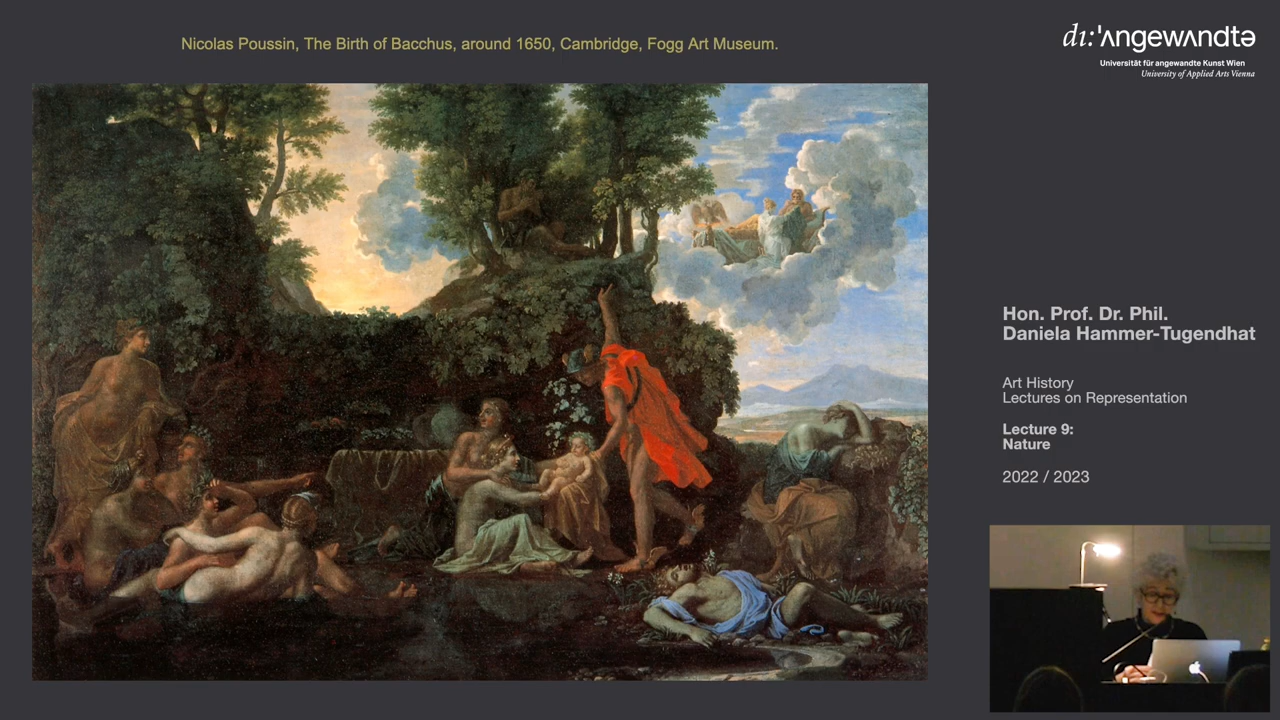 Nicolas Poussin, The Birth of Bacchus, around 1650, Cambridge, Fogg Art Museum.
dı:'ʌngewʌndtə
Universität für angewandte Kunst Wien
University of Applied Arts Vienna
Hon. Prof. Dr. Phil.
Daniela Hammer-Tugendhat
Art History
Lectures on Representation
Lecture 9:
Nature
2022 / 2023